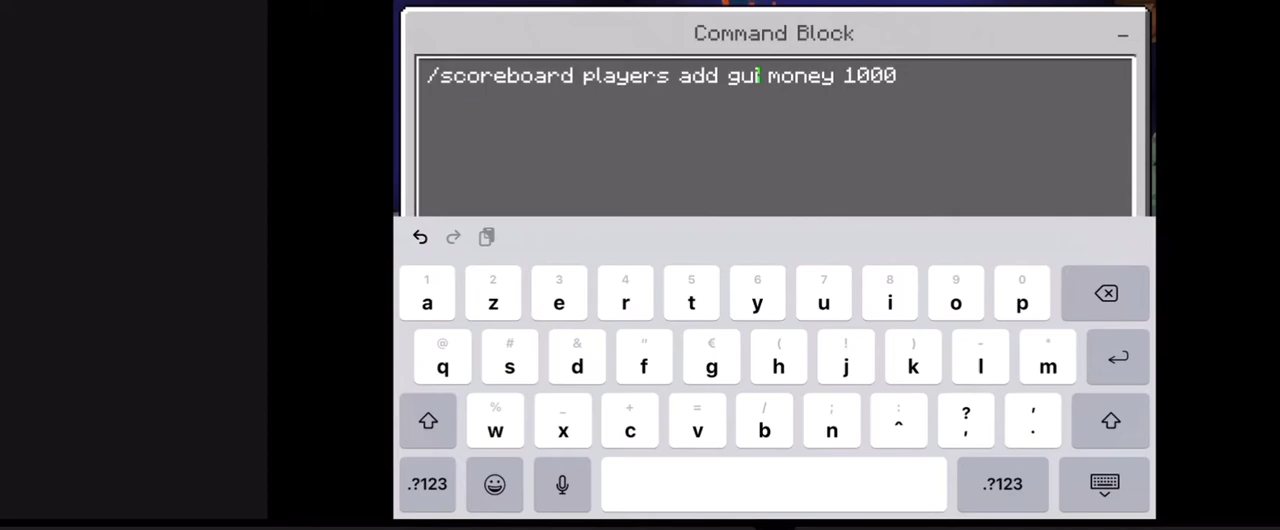 Command Block
/scoreboard players add gui money 1000
1 2 3 4 5 6 7 8 9 0
a z e r t y u i o p
@ # & " € ( ! ) - *
q s d f g h j k l m
% _ + = / ; : ? '
w x c v b n ^ , .
.?123 .?123